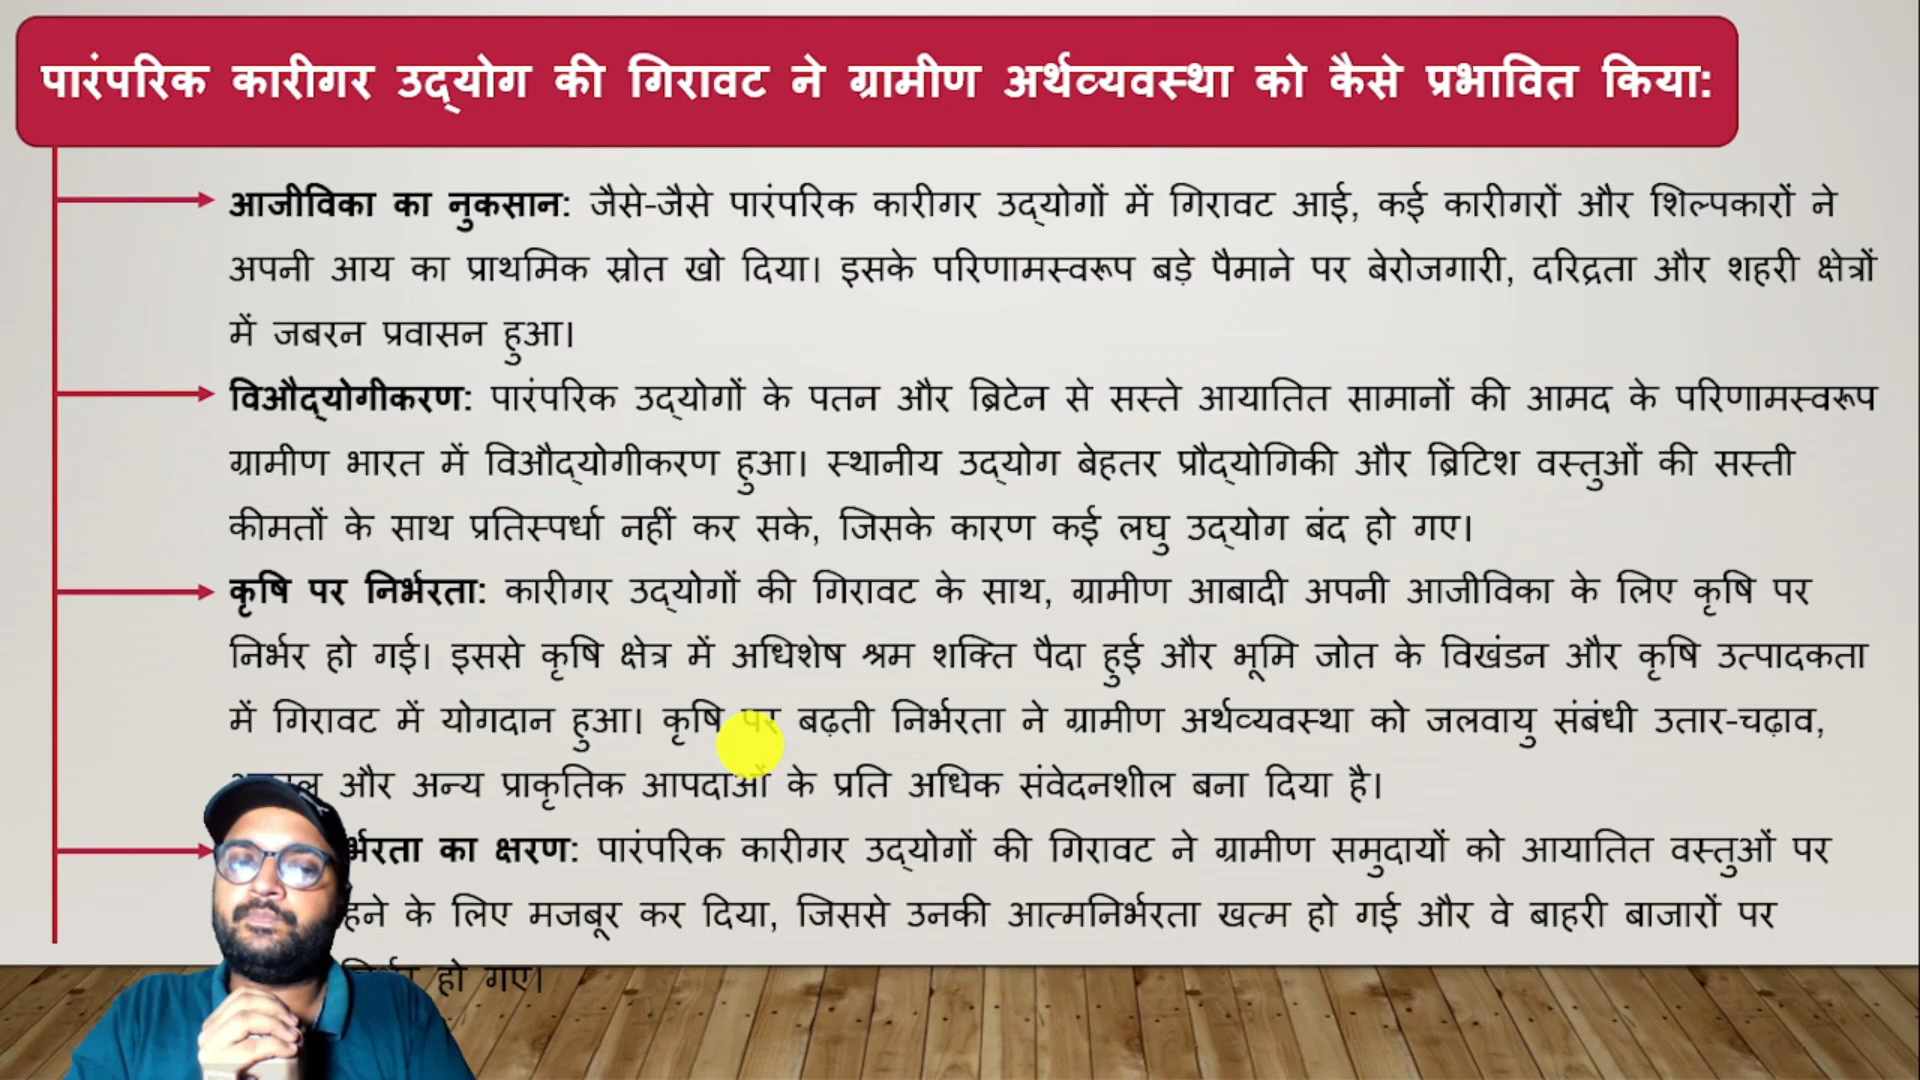 पारंपरिक कारीगर उद्योग की गिरावट ने ग्रामीण अर्थव्यवस्था को कैसे प्रभावित किया:
आजीविका का नुकसान: जैसे-जैसे पारंपरिक कारीगर उद्योगों में गिरावट आई, कई कारीगरों और शिल्पकारों ने
अपनी आय का प्राथमिक स्रोत खो दिया। इसके परिणामस्वरूप बड़े पैमाने पर बेरोजगारी, दरिद्रता और शहरी क्षेत्रों
में जबरन प्रवासन हुआ।
विऔद्योगीकरण: पारंपरिक उद्योगों के पतन और ब्रिटेन से सस्ते आयातित सामानों की आमद के परिणामस्वरूप
ग्रामीण भारत में विऔद्योगीकरण हुआ। स्थानीय उद्योग बेहतर प्रौद्योगिकी और ब्रिटिश वस्तुओं की सस्ती
कीमतों के साथ प्रतिस्पर्धा नहीं कर सके, जिसके कारण कई लघु उद्योग बंद हो गए।
कृषि पर निर्भरता: कारीगर उद्योगों की गिरावट के साथ, ग्रामीण आबादी अपनी आजीविका के लिए कृषि पर
निर्भर हो गई। इससे कृषि क्षेत्र में अधिशेष श्रम शक्ति पैदा हुई और भूमि जोत के विखंडन और कृषि उत्पादकता
में गिरावट में योगदान हुआ। कृषि पर बढ़ती निर्भरता ने ग्रामीण अर्थव्यवस्था को जलवायु संबंधी उतार-चढ़ाव,
और अन्य प्राकृतिक आपदाओं के प्रति अधिक संवेदनशील बना दिया है।
का क्षरण: पारंपरिक कारीगर उद्योगों की गिरावट ने ग्रामीण समुदायों को आयातित वस्तुओं पर
के लिए मजबूर कर दिया, जिससे उनकी आत्मनिर्भरता खत्म हो गई और वे बाहरी बाजारों पर
निर्भर हो गए।